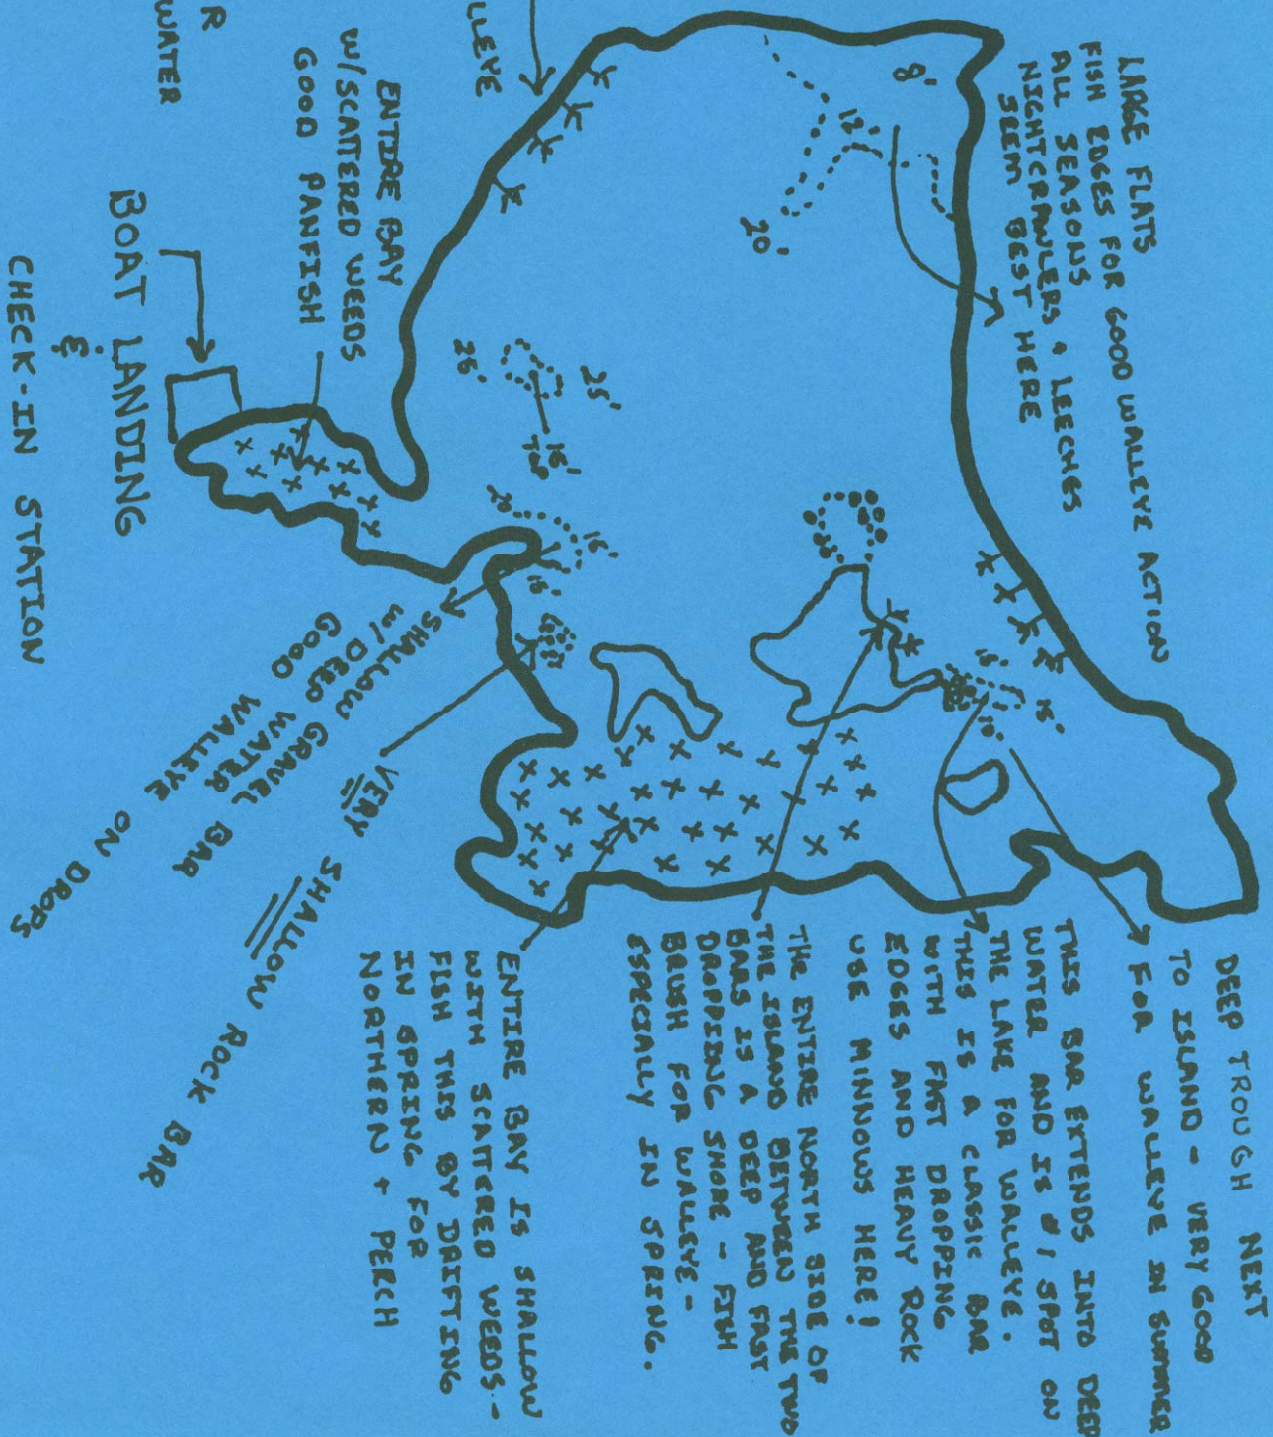 DEEP TROUGH NEXT
TO ISLAND - VERY GOOD
FOR WALLEYE IN SUMMER
THIS BAR EXTENDS INTO DEEP
WATER AND IS #1 SPOT ON
THE LAKE FOR WALLEYE.
THIS IS A CLASSIC BAR
WITH FAST DROPPING
EDGES AND HEAVY ROCK
USE MINNOWS HERE!
THE ENTIRE NORTH SIDE OF
THE ISLAND BETWEEN THE TWO
BARS IS A DEEP AND FAST
DROPPING SHORE - FISH
BRUSH FOR WALLEYE -
ESPECIALLY IN SPRING.
ENTIRE BAY IS SHALLOW
WITH SCATTERED WEEDS -
FISH THIS BY DRIFTING
IN SPRING FOR
NORTHERN + PERCH
LARGE FLATS
FISH EDGES FOR GOOD WALLEYE ACTION
ALL SEASONS
NIGHTCRAWLERS & LEECHES
SEEM BEST HERE
8'
12'
20'
15'
15'
10'
25'
15'
TOP
25'
20'
16'
15'
LLEYE
ENTIRE BAY
W/SCATTERED WEEDS
GOOD PANFISH
R
WATER
BOAT LANDING
&
CHECK-IN STATION
SHALLOW GRAVEL BAR
W/ DEEP WATER
GOOD WALLEYE ON DROPS
VERY SHALLOW ROCK BAR